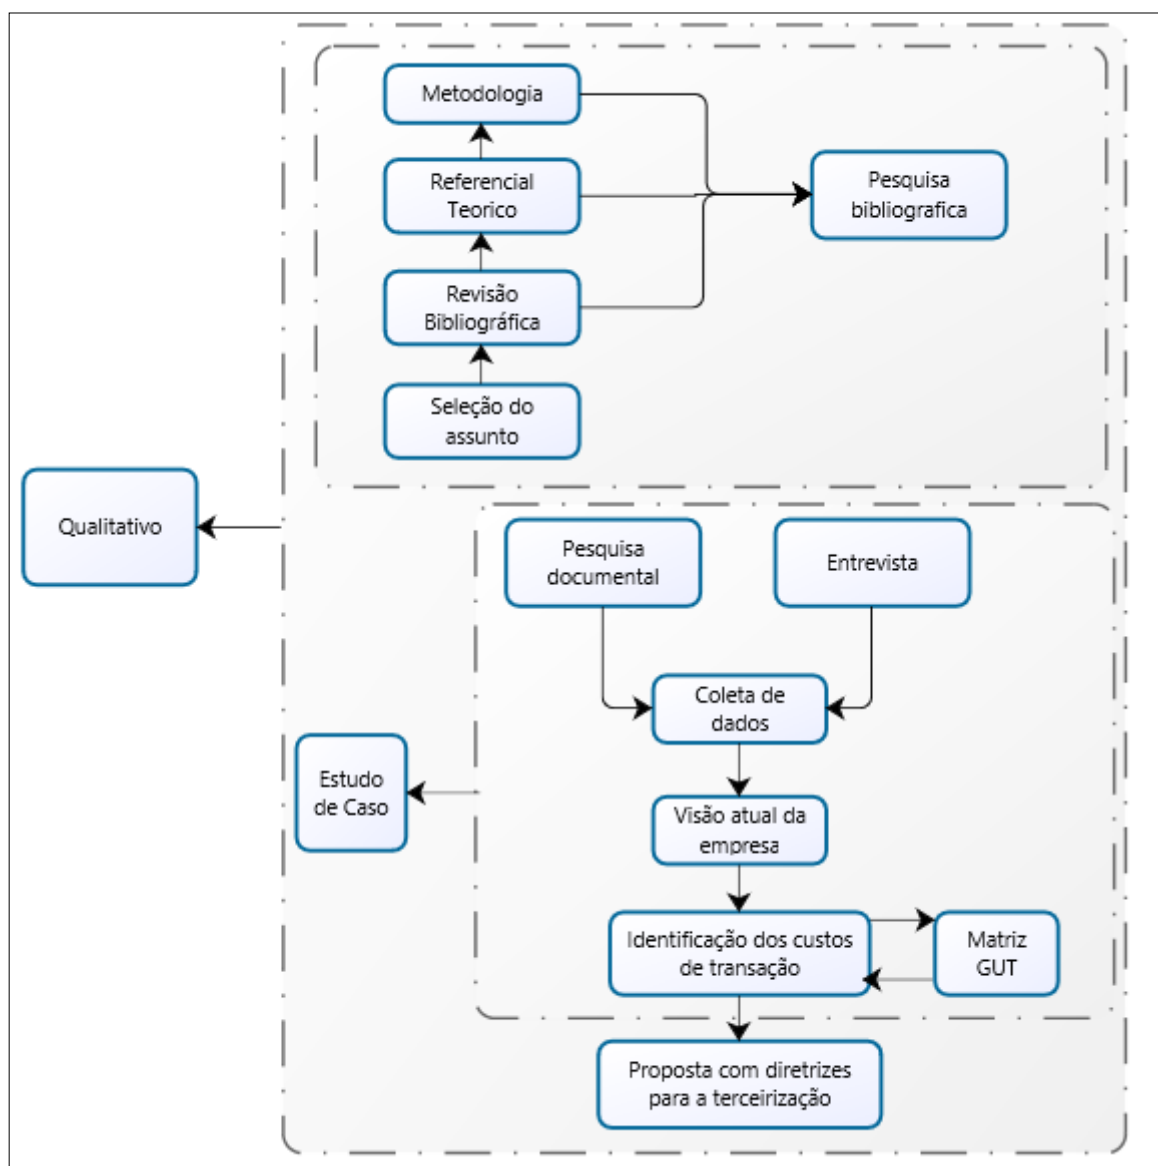 Metodologia
Referencial
Teorico
Pesquisa
bibliografica
Revisão
Bibliográfica
Seleção do
assunto
Qualitativo
Pesquisa
documental
Entrevista
Coleta de
dados
Estudo
de Caso
Visão atual da
empresa
Identificação dos custos
de transação
Matriz
GUT
Proposta com diretrizes
para a terceirização